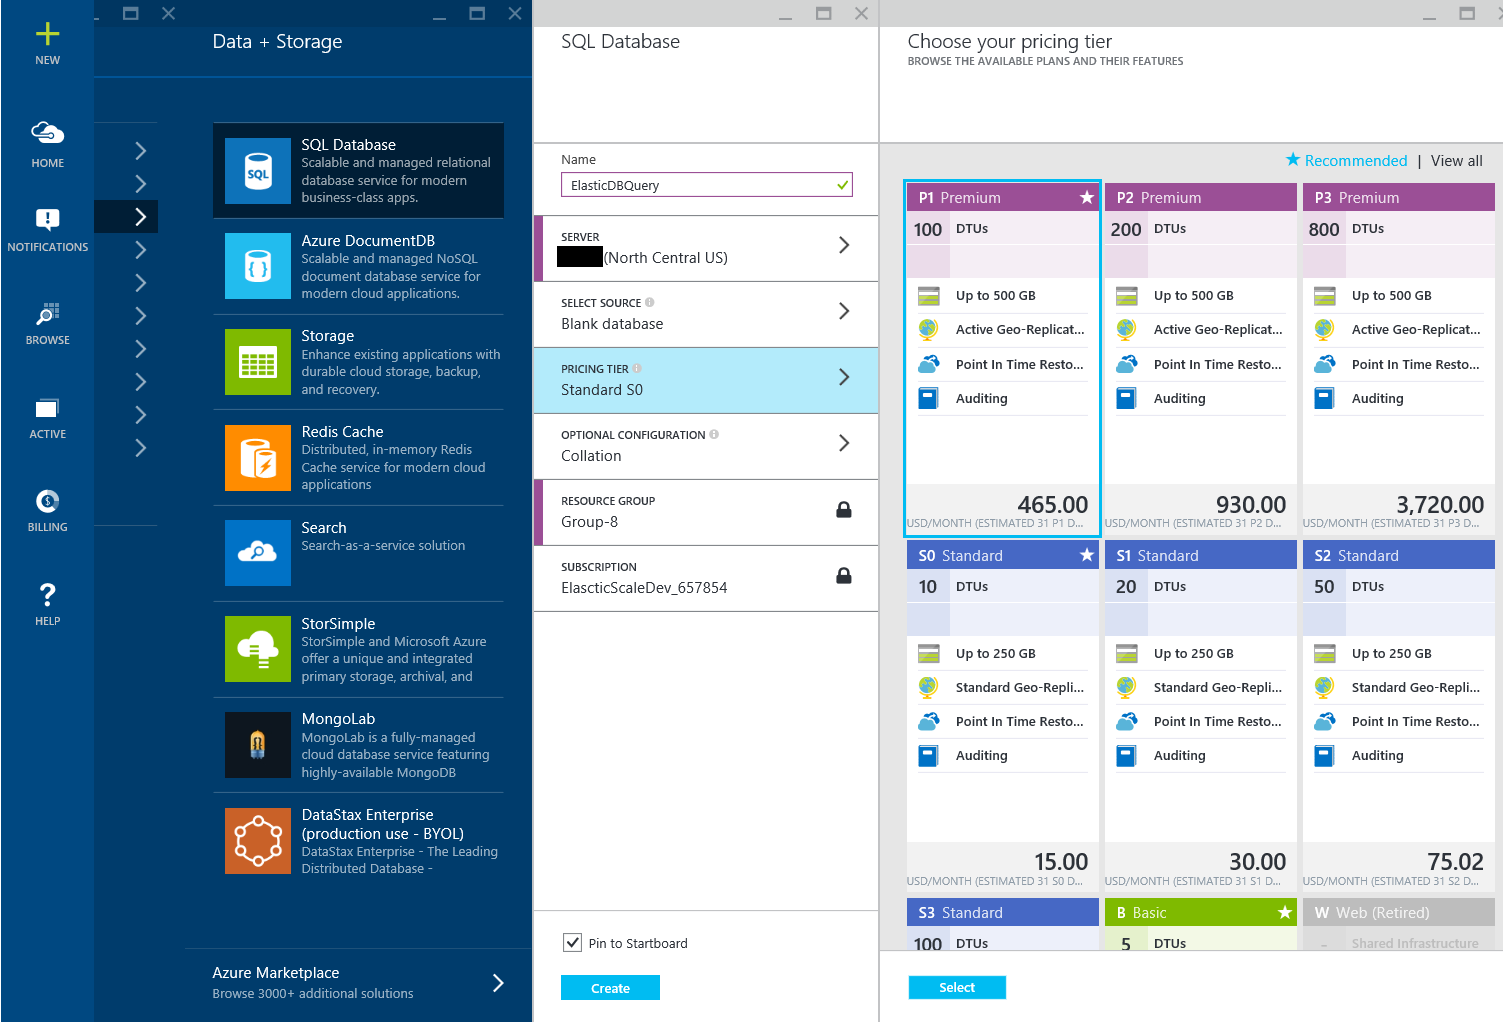 NEW
HOME
NOTIFICATIONS
BROWSE
ACTIVE
BILLING
HELP
Data + Storage
SQL Database
Scalable and managed relational
database service for modern
business-class apps.
Azure DocumentDB
Scalable and managed NoSQL
document database service for
modern cloud applications.
Storage
Enhance existing applications with
durable cloud storage, backup,
and recovery.
Redis Cache
Distributed, in-memory Redis
Cache service for modern cloud
applications
Search
Search-as-a-service solution
StorSimple
StorSimple and Microsoft Azure
offer a unique and integrated
primary storage, archival, and
MongoLab
MongoLab is a fully-managed
cloud database service featuring
highly-available MongoDB
DataStax Enterprise
(production use - BYOL)
DataStax Enterprise - The Leading
Distributed Database -
Azure Marketplace
Browse 3000+ additional solutions
SQL Database
Name
ElasticDBQuery
SERVER
(North Central US)
SELECT SOURCE
Blank database
PRICING TIER
Standard S0
OPTIONAL CONFIGURATION
Collation
RESOURCE GROUP
Group-8
SUBSCRIPTION
ElascticScaleDev_657854
Pin to Startboard
Create
Choose your pricing tier
BROWSE THE AVAILABLE PLANS AND THEIR FEATURES
Recommended | View all
P1 Premium
100 DTUs
Up to 500 GB
Active Geo-Replicat...
Point In Time Resto...
Auditing
465.00
USD/MONTH (ESTIMATED 31 P1 D...
P2 Premium
200 DTUs
Up to 500 GB
Active Geo-Replicat...
Point In Time Resto...
Auditing
930.00
USD/MONTH (ESTIMATED 31 P2 D...
P3 Premium
800 DTUs
Up to 500 GB
Active Geo-Replicat...
Point In Time Resto...
Auditing
3,720.00
USD/MONTH (ESTIMATED 31 P3 D...
S0 Standard
10 DTUs
Up to 250 GB
Standard Geo-Repli...
Point In Time Resto...
Auditing
15.00
USD/MONTH (ESTIMATED 31 S0 D...
S1 Standard
20 DTUs
Up to 250 GB
Standard Geo-Repli...
Point In Time Resto...
Auditing
30.00
USD/MONTH (ESTIMATED 31 S1 D...
S2 Standard
50 DTUs
Up to 250 GB
Standard Geo-Repli...
Point In Time Resto...
Auditing
75.02
USD/MONTH (ESTIMATED 31 S2 D...
S3 Standard
100 DTUs
B Basic
5 DTUs
W Web (Retired)
- Shared Infrastructure
Select